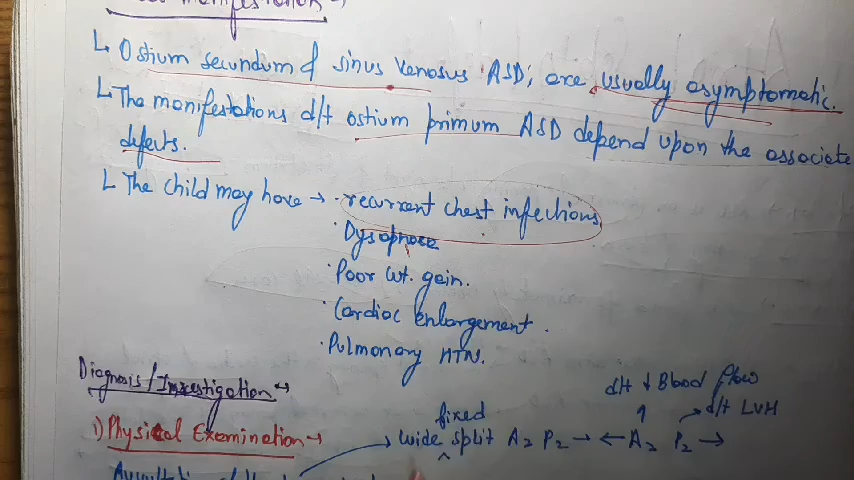 Manifestation →
Ostium secundum & sinus venosus ASD; are usually asymptomatic.
The manifestations d/t ostium primum ASD depend upon the associate
defects.
The child may have → · recurrent chest infections
· Dyspnoea
· Poor wt. gain.
· Cardiac enlargement.
· Pulmonary HTN.
Diagnosis/Investigation →
d/t ↓ Blood flow
fixed ↑ → d/t LVH
i) Physical Examination → → wide ^ split A2 P2 → ← A2 P2 →